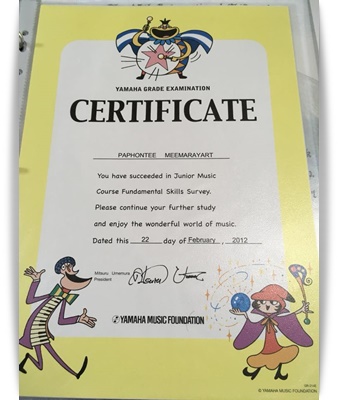 YAMAHA GRADE EXAMINATION
CERTIFICATE
PAPHONTEE MEEMARAYART
You have succeeded in Junior Music
Course Fundamental Skills Survey.
Please continue your further study
and enjoy the wonderful world of music.
Dated this 22 day of February , 2012
Mitsuru Umemura
President
YAMAHA MUSIC FOUNDATION
© YAMAHA MUSIC FOUNDATION